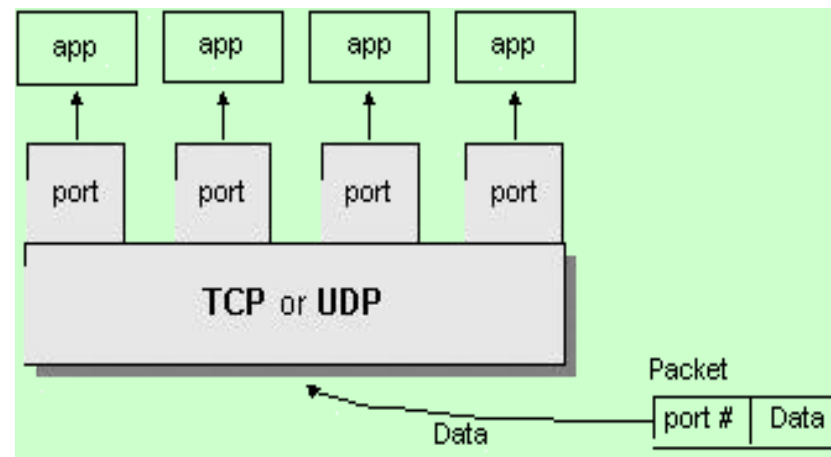 app app app app
port port port port
TCP or UDP
Packet
port # Data
Data